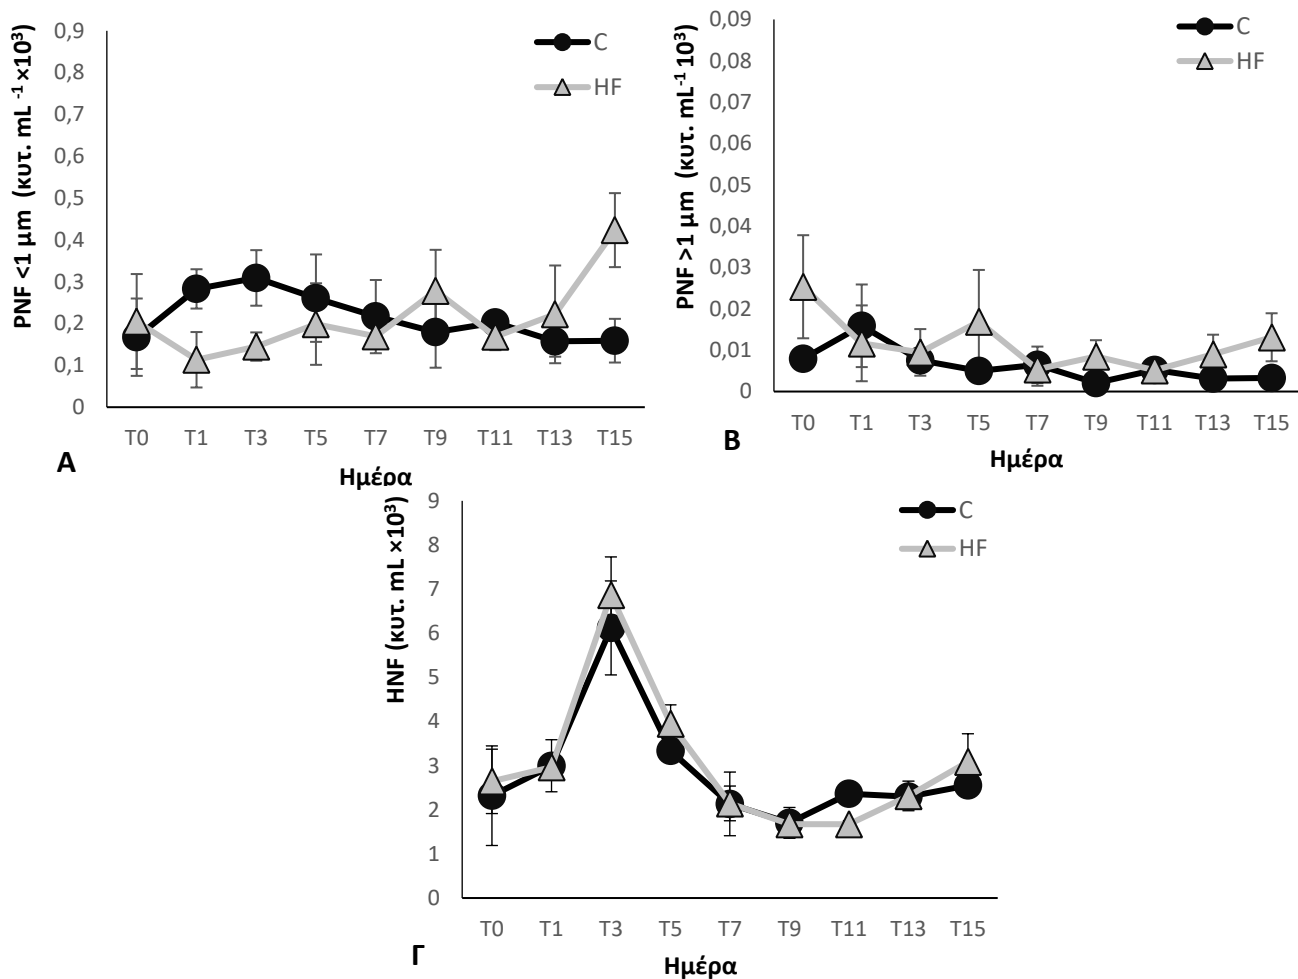 PNF <1 μm (κυτ. mL⁻¹ ×10³)
0,9
0,8
0,7
0,6
0,5
0,4
0,3
0,2
0,1
0
C
HF
T0 T1 T3 T5 T7 T9 T11 T13 T15
Α
Ημέρα
PNF >1 μm (κυτ. mL⁻¹ 10³)
0,09
0,08
0,07
0,06
0,05
0,04
0,03
0,02
0,01
0
C
HF
T0 T1 T3 T5 T7 T9 T11 T13 T15
Β
Ημέρα
HNF (κυτ. mL ×10³)
9
8
7
6
5
4
3
2
1
0
C
HF
T0 T1 T3 T5 T7 T9 T11 T13 T15
Γ
Ημέρα